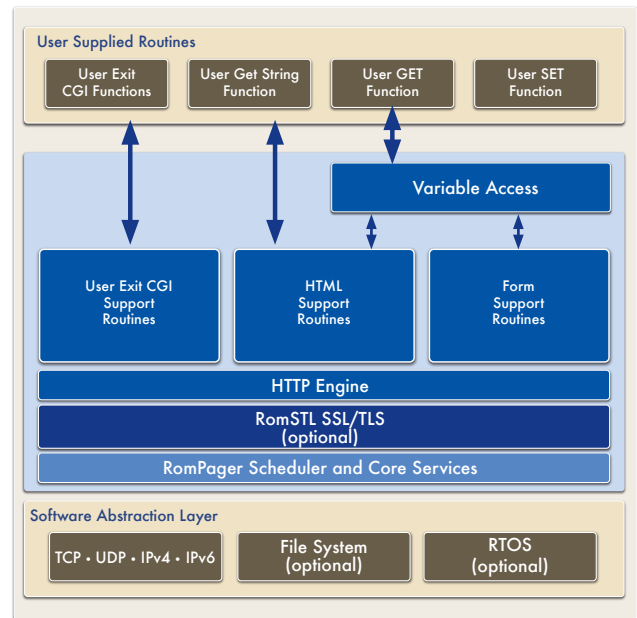 User Supplied Routines
User Exit
CGI Functions
User Get String
Function
User GET
Function
User SET
Function
Variable Access
User Exit CGI
Support
Routines
HTML
Support
Routines
Form
Support
Routines
HTTP Engine
RomSTL SSL/TLS
(optional)
RomPager Scheduler and Core Services
Software Abstraction Layer
TCP • UDP • IPv4 • IPv6
File System
(optional)
RTOS
(optional)